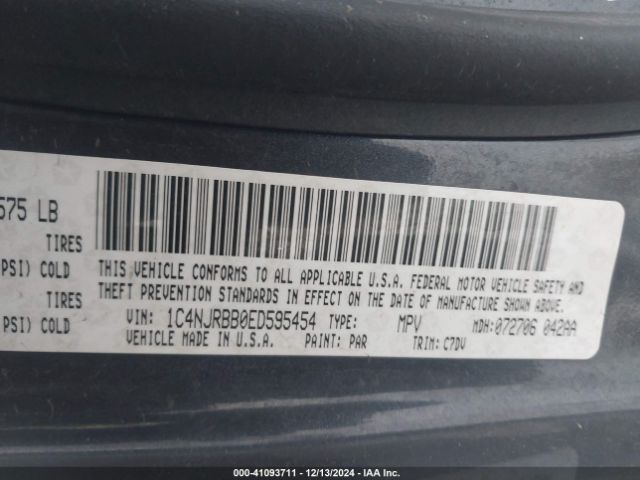 575 LB
TIRES
PSI) COLD
TIRES
PSI) COLD
THIS VEHICLE CONFORMS TO ALL APPLICABLE U.S.A. FEDERAL MOTOR VEHICLE SAFETY AND
THEFT PREVENTION STANDARDS IN EFFECT ON THE DATE OF MANUFACTURE SHOWN ABOVE.
VIN: 1C4NJRBB0ED595454 TYPE: MPV MDH: 072706 042AA
VEHICLE MADE IN U.S.A. PAINT: PAR TRIM: C7DV
000-41093711 - 12/13/2024 - IAA Inc.